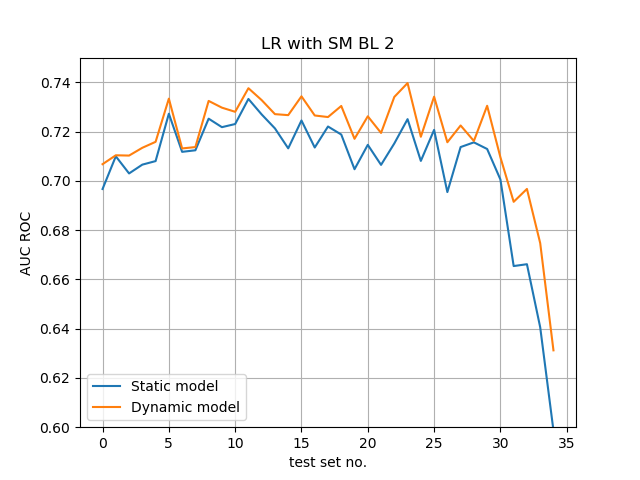 LR with SM BL 2
AUC ROC
0.74
0.72
0.70
0.68
0.66
0.64
0.62
0.60
Static model
Dynamic model
0 5 10 15 20 25 30 35
test set no.